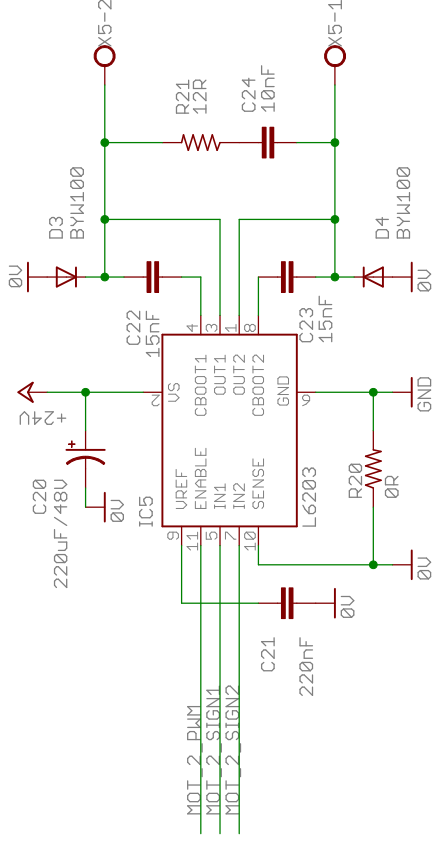 X5-2
X5-1
R21
12R
C24
10nF
D3
BYW100
D4
BYW100
0V
0V
C22
15nF
C23
15nF
4
3
1
8
+24V
2
VS
CBOOT1
OUT1
OUT2
CBOOT2
GND
6
GND
C20
220uF/48V
0V
IC5
VREF
ENABLE
IN1
IN2
SENSE
L6203
R20
0R
9
11
5
7
10
0V
C21
220nF
0V
MOT_2_PWM
MOT_2_SIGN1
MOT_2_SIGN2